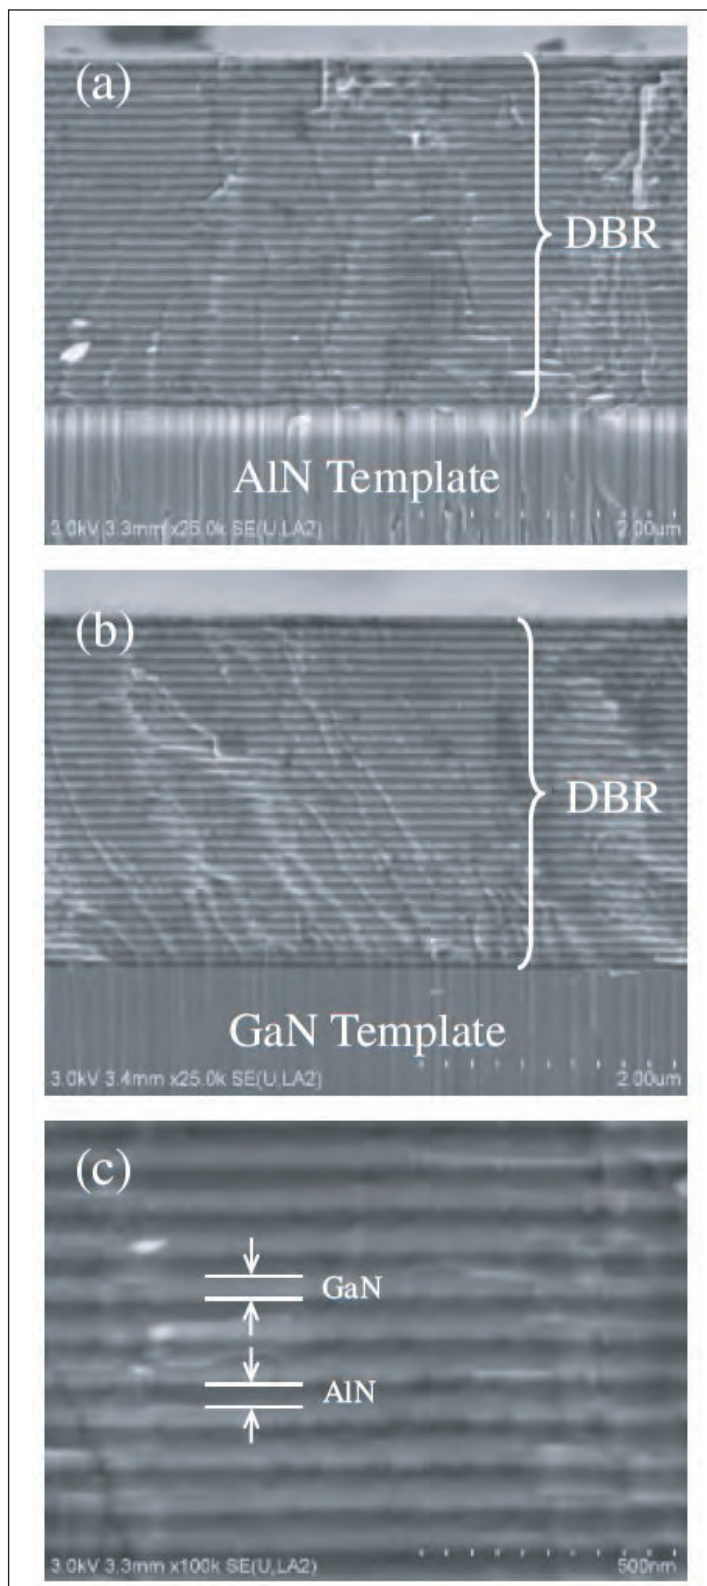 (a)
DBR
AlN Template
3.0kV 3.3mm x25.0k SE(U,LA2) 2.00um
(b)
DBR
GaN Template
3.0kV 3.4mm x25.0k SE(U,LA2) 2.00um
(c)
GaN
AlN
3.0kV 3.3mm x100k SE(U,LA2) 500nm